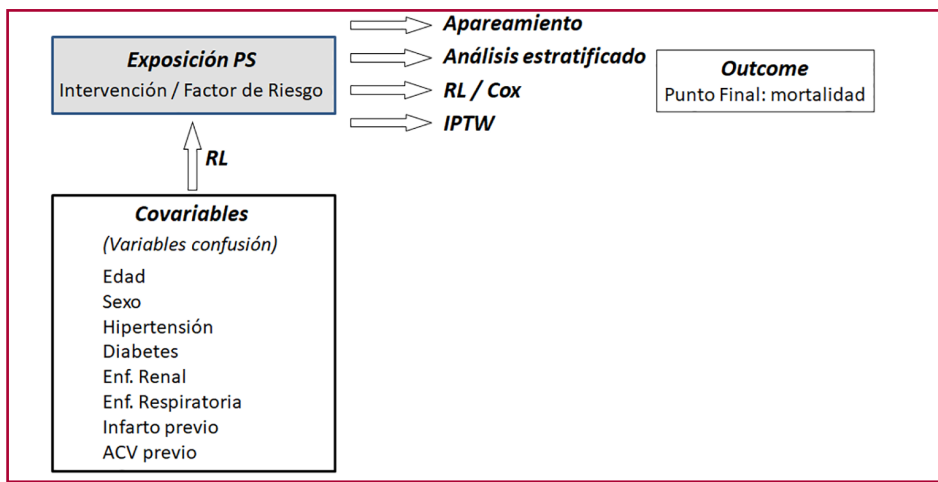 Exposición PS
Intervención / Factor de Riesgo
Apareamiento
Análisis estratificado
RL / Cox
IPTW
Outcome
Punto Final: mortalidad
RL
Covariables
(Variables confusión)
Edad
Sexo
Hipertensión
Diabetes
Enf. Renal
Enf. Respiratoria
Infarto previo
ACV previo